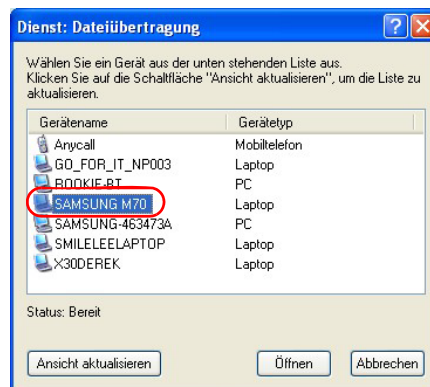 Dienst: Dateiübertragung
Wählen Sie ein Gerät aus der unten stehenden Liste aus.
Klicken Sie auf die Schaltfläche "Ansicht aktualisieren", um die Liste zu
aktualisieren.
Gerätename Gerätetyp
Anycall Mobiltelefon
GO_FOR_IT_NP003 Laptop
BOOKIE-BT PC
SAMSUNG M70 Laptop
SAMSUNG-463473A PC
SMILELEELAPTOP Laptop
X30DEREK Laptop
Status: Bereit
Ansicht aktualisieren Öffnen Abbrechen